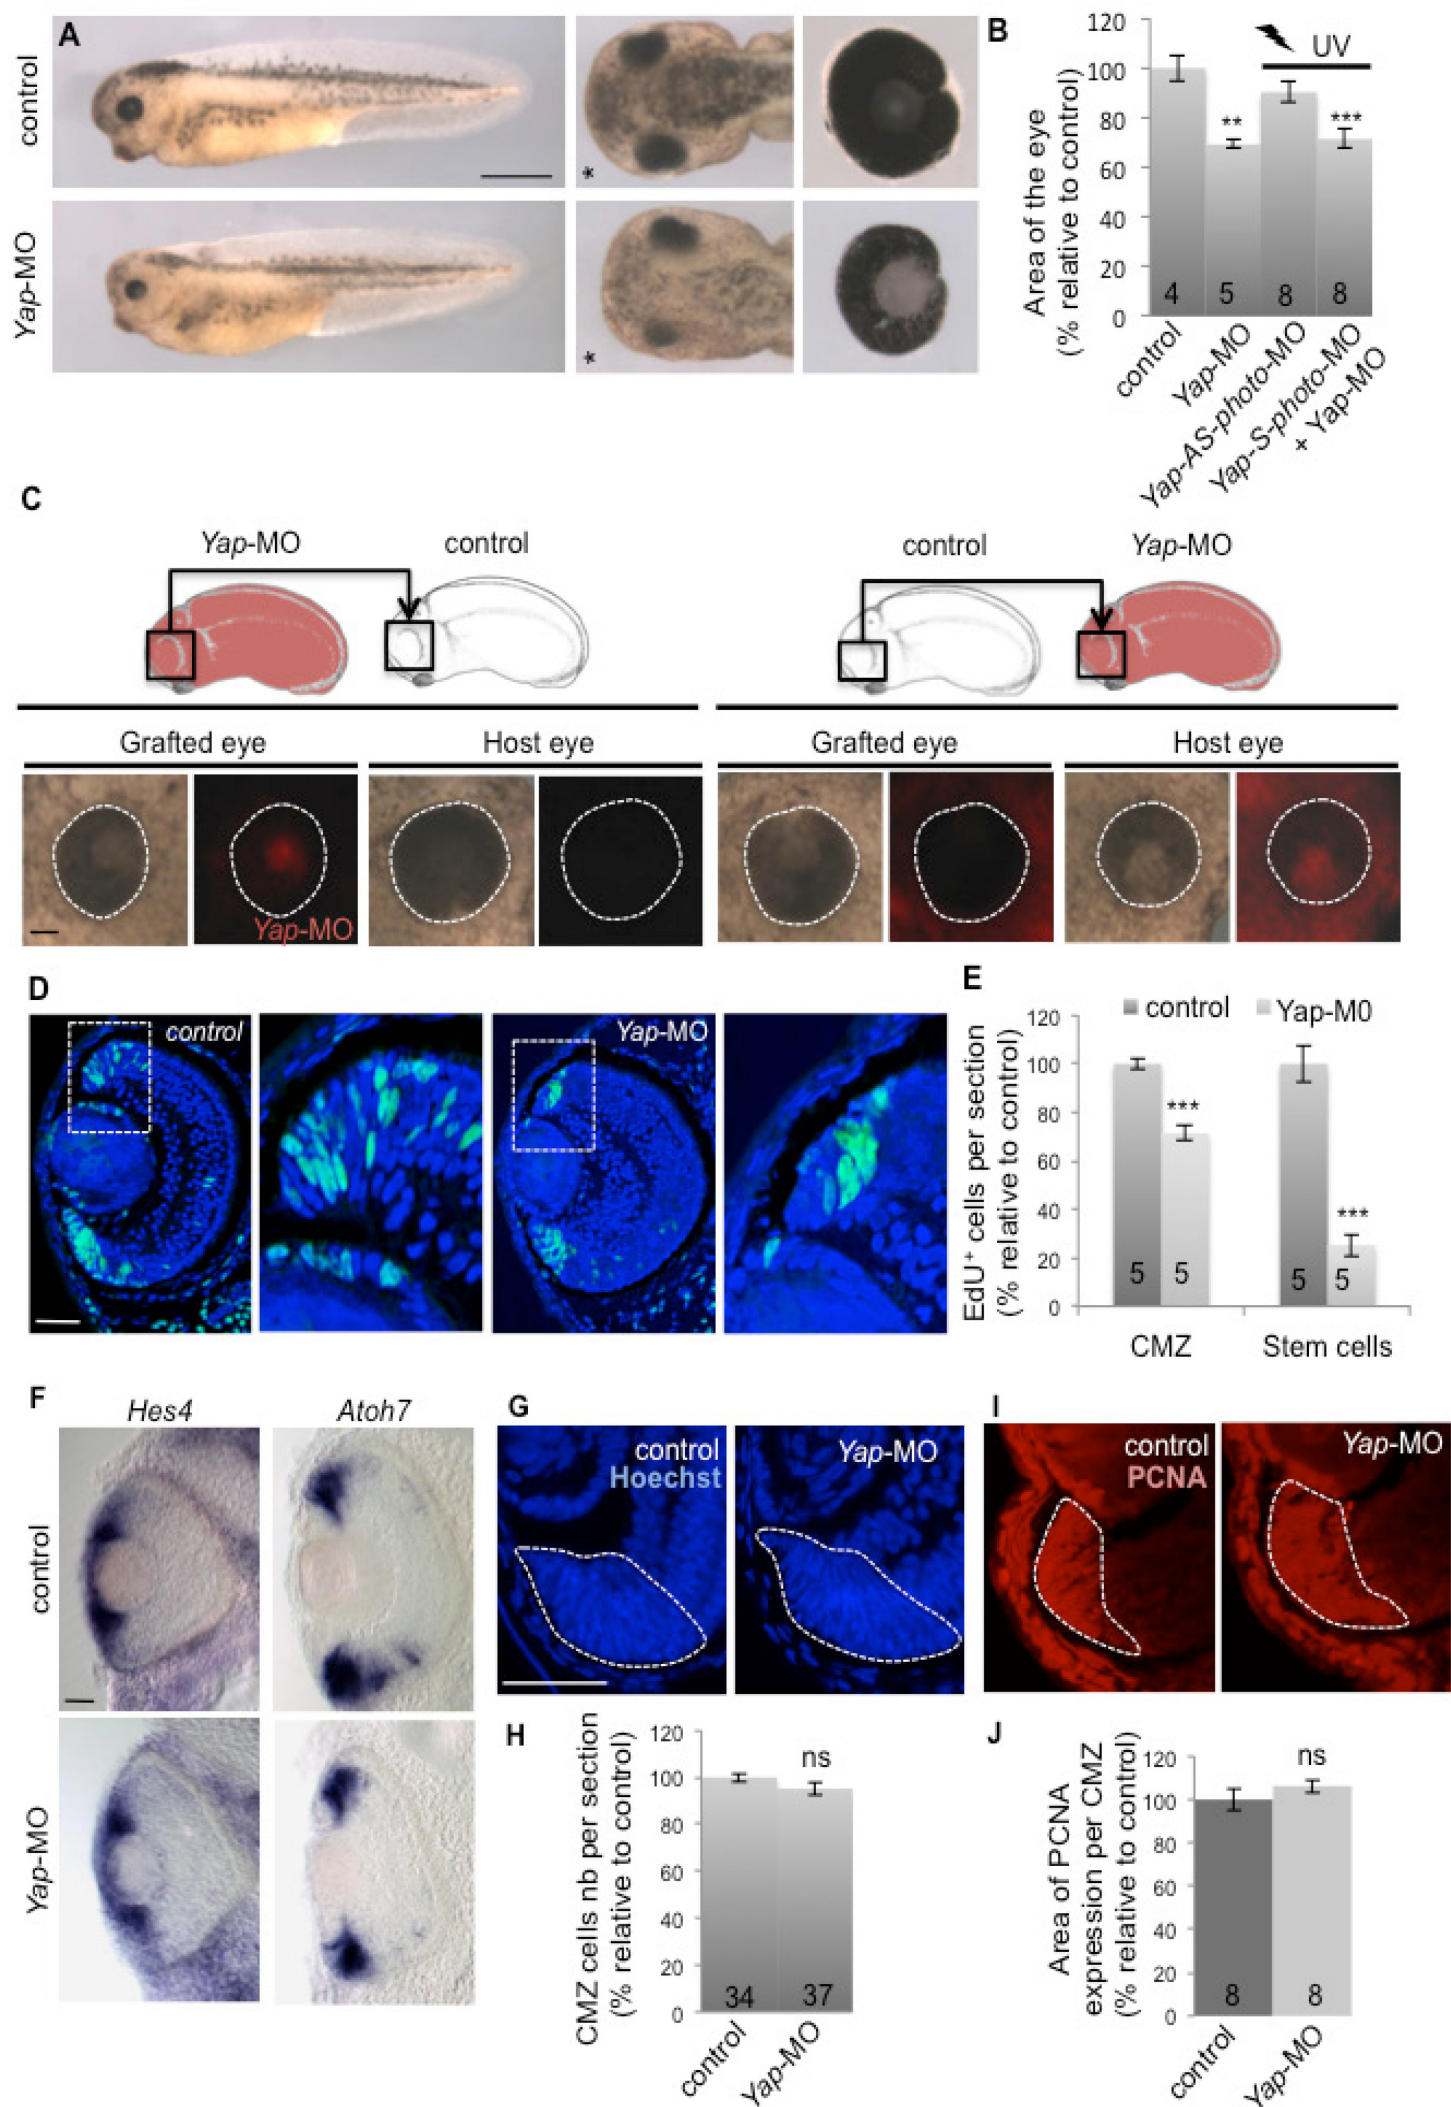 A
control
Yap-MO
*
*
B
Area of the eye
(% relative to control)
120
100
80
60
40
20
0
UV
**
***
4
5
8
8
control
Yap-MO
Yap-AS-photo-MO
Yap-S-photo-MO
+ Yap-MO
C
Yap-MO
control
control
Yap-MO
Grafted eye
Host eye
Grafted eye
Host eye
Yap-MO
D
control
Yap-MO
E
control
Yap-M0
EdU+ cells per section
(% relative to control)
120
100
80
60
40
20
0
***
***
5
5
5
5
CMZ
Stem cells
F
Hes4
Atoh7
control
Yap-MO
G
control
Hoechst
Yap-MO
H
CMZ cells nb per section
(% relative to control)
120
100
80
60
40
20
0
ns
34
37
control
Yap-MO
I
control
PCNA
Yap-MO
J
Area of PCNA
expression per CMZ
(% relative to control)
120
100
80
60
40
20
0
ns
8
8
control
Yap-MO